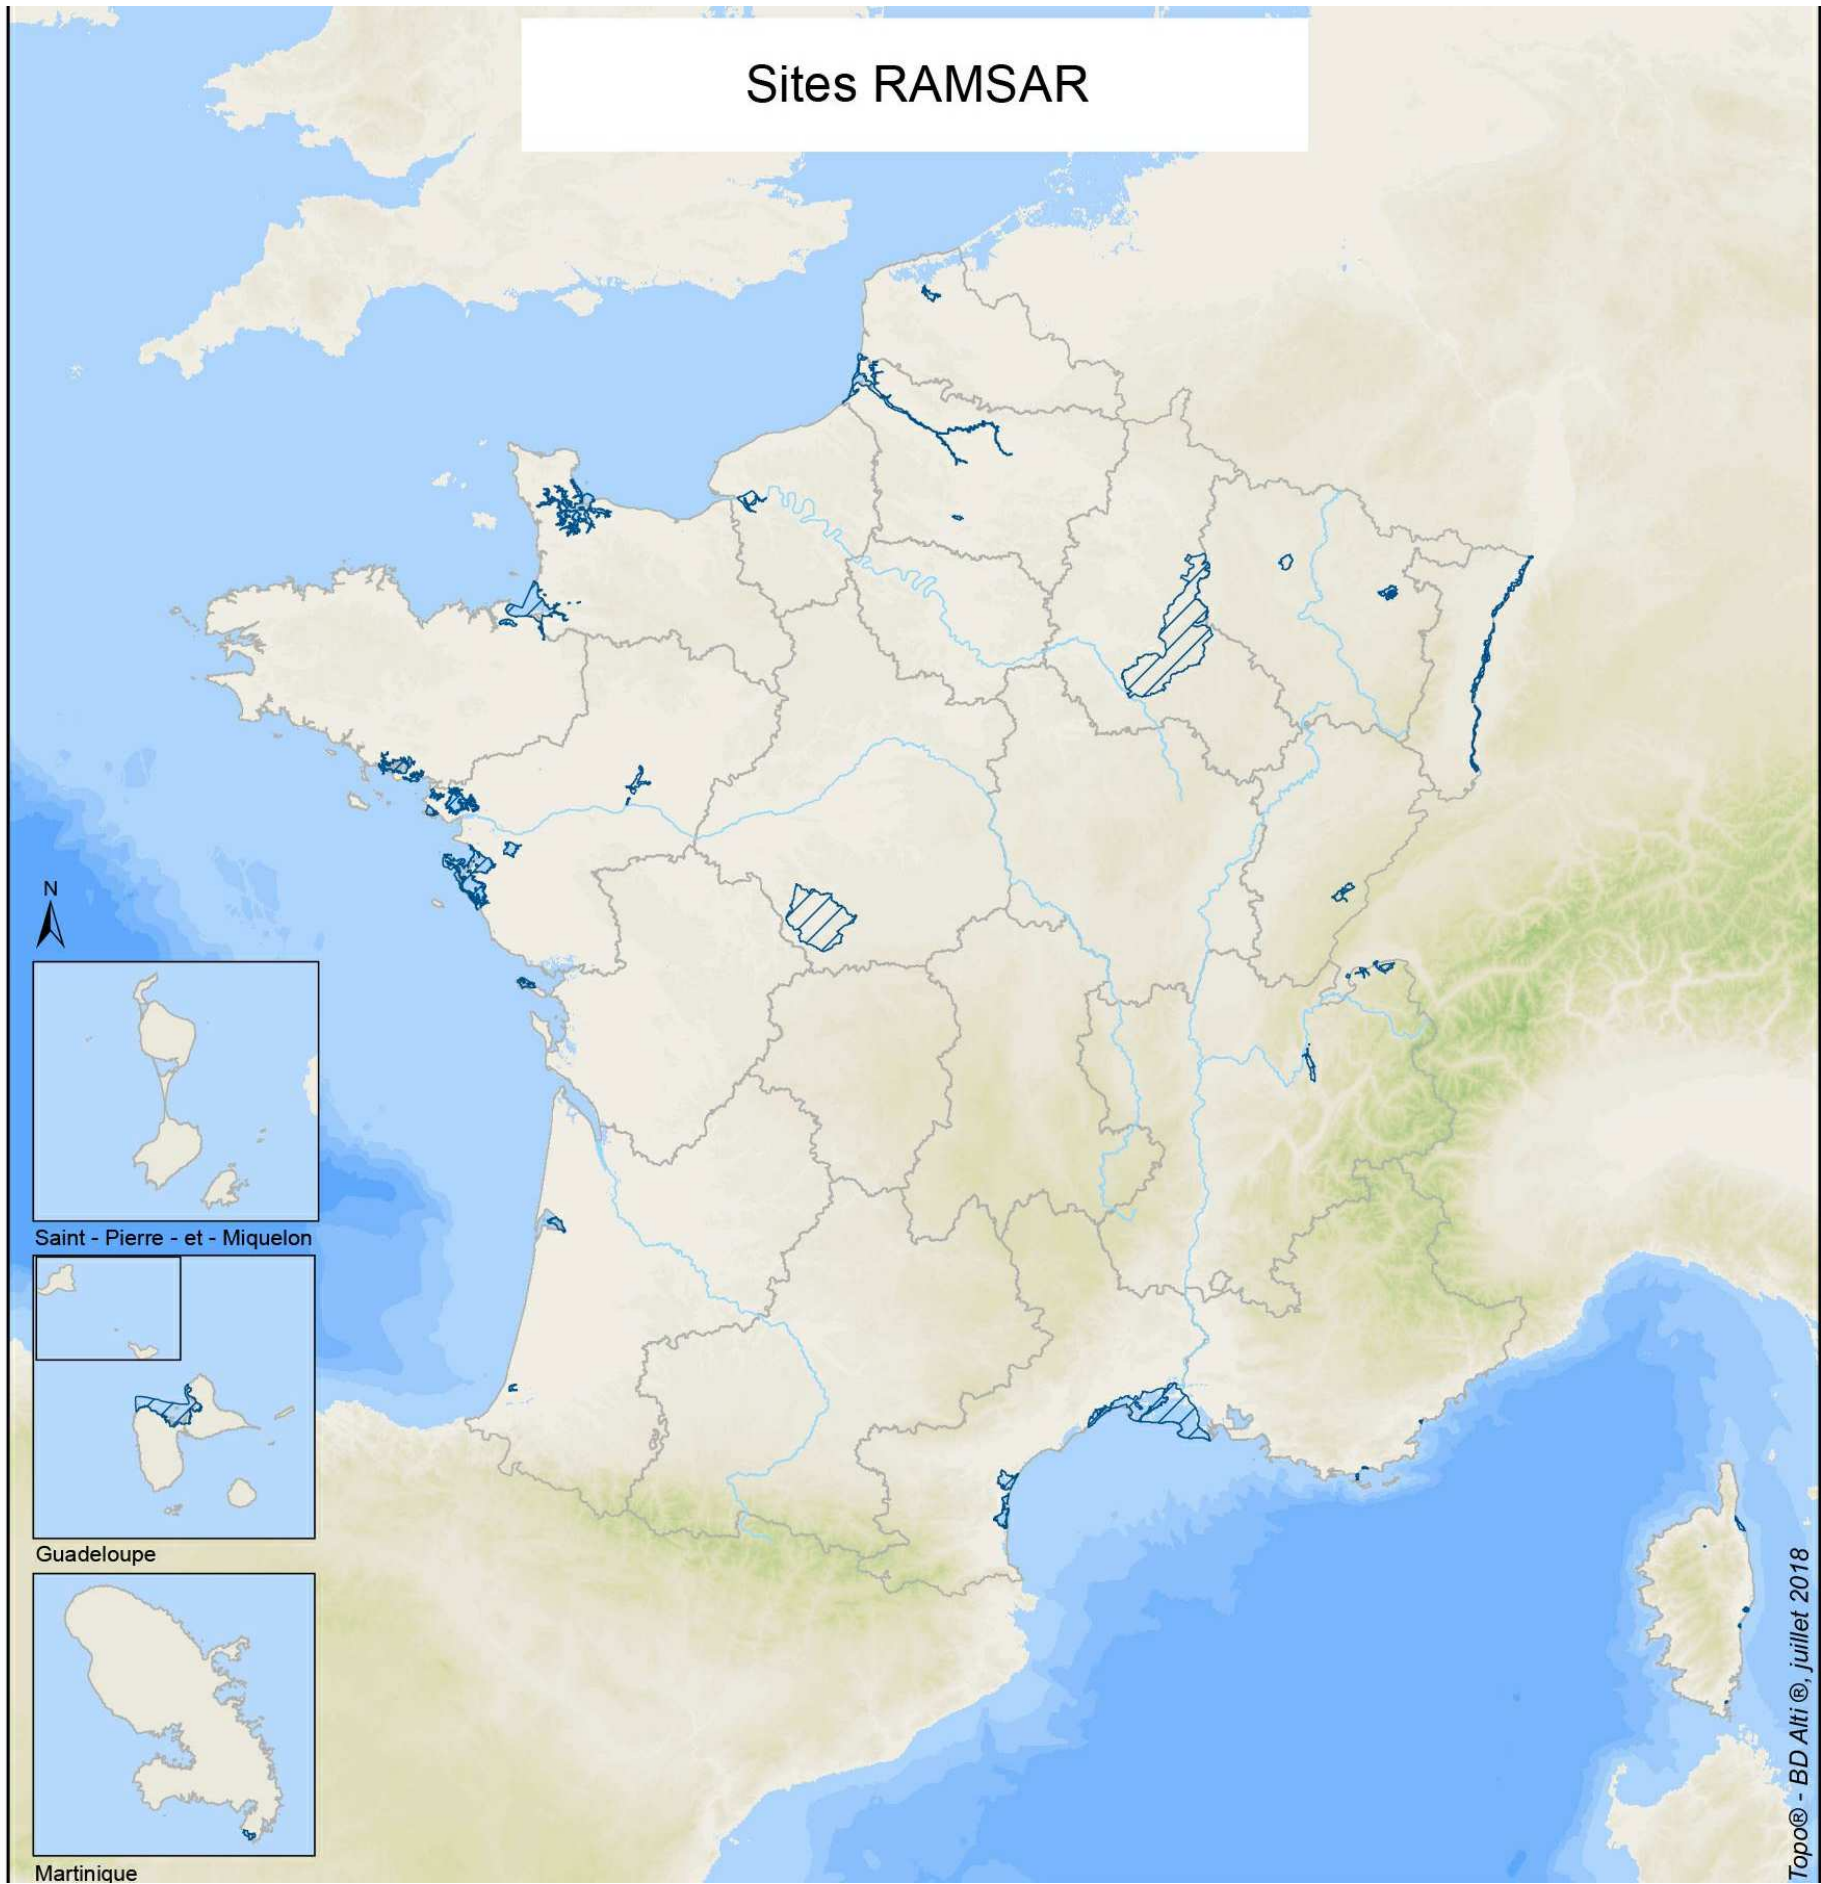 Sites RAMSAR
N
Saint - Pierre - et - Miquelon
Guadeloupe
Martinique
Topo® - BD Alti ®, juillet 2018